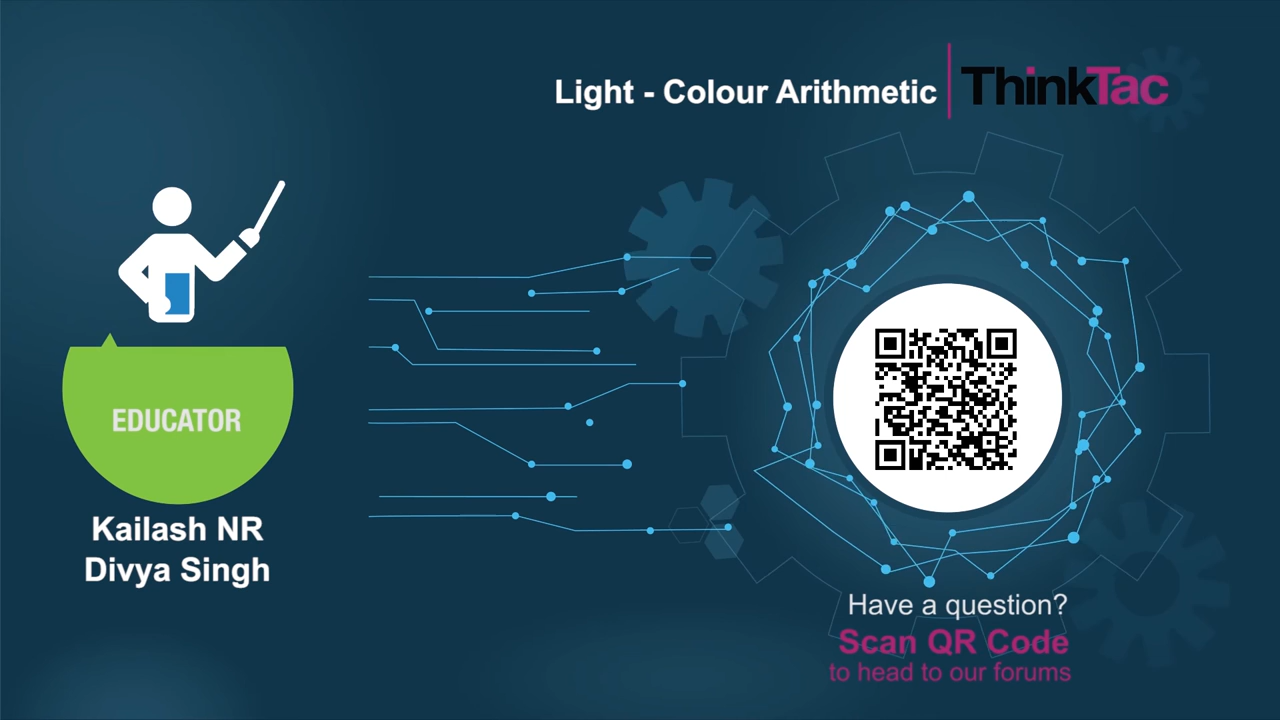 Light - Colour Arithmetic
ThinkTac
EDUCATOR
Kailash NR
Divya Singh
Have a question?
Scan QR Code
to head to our forums